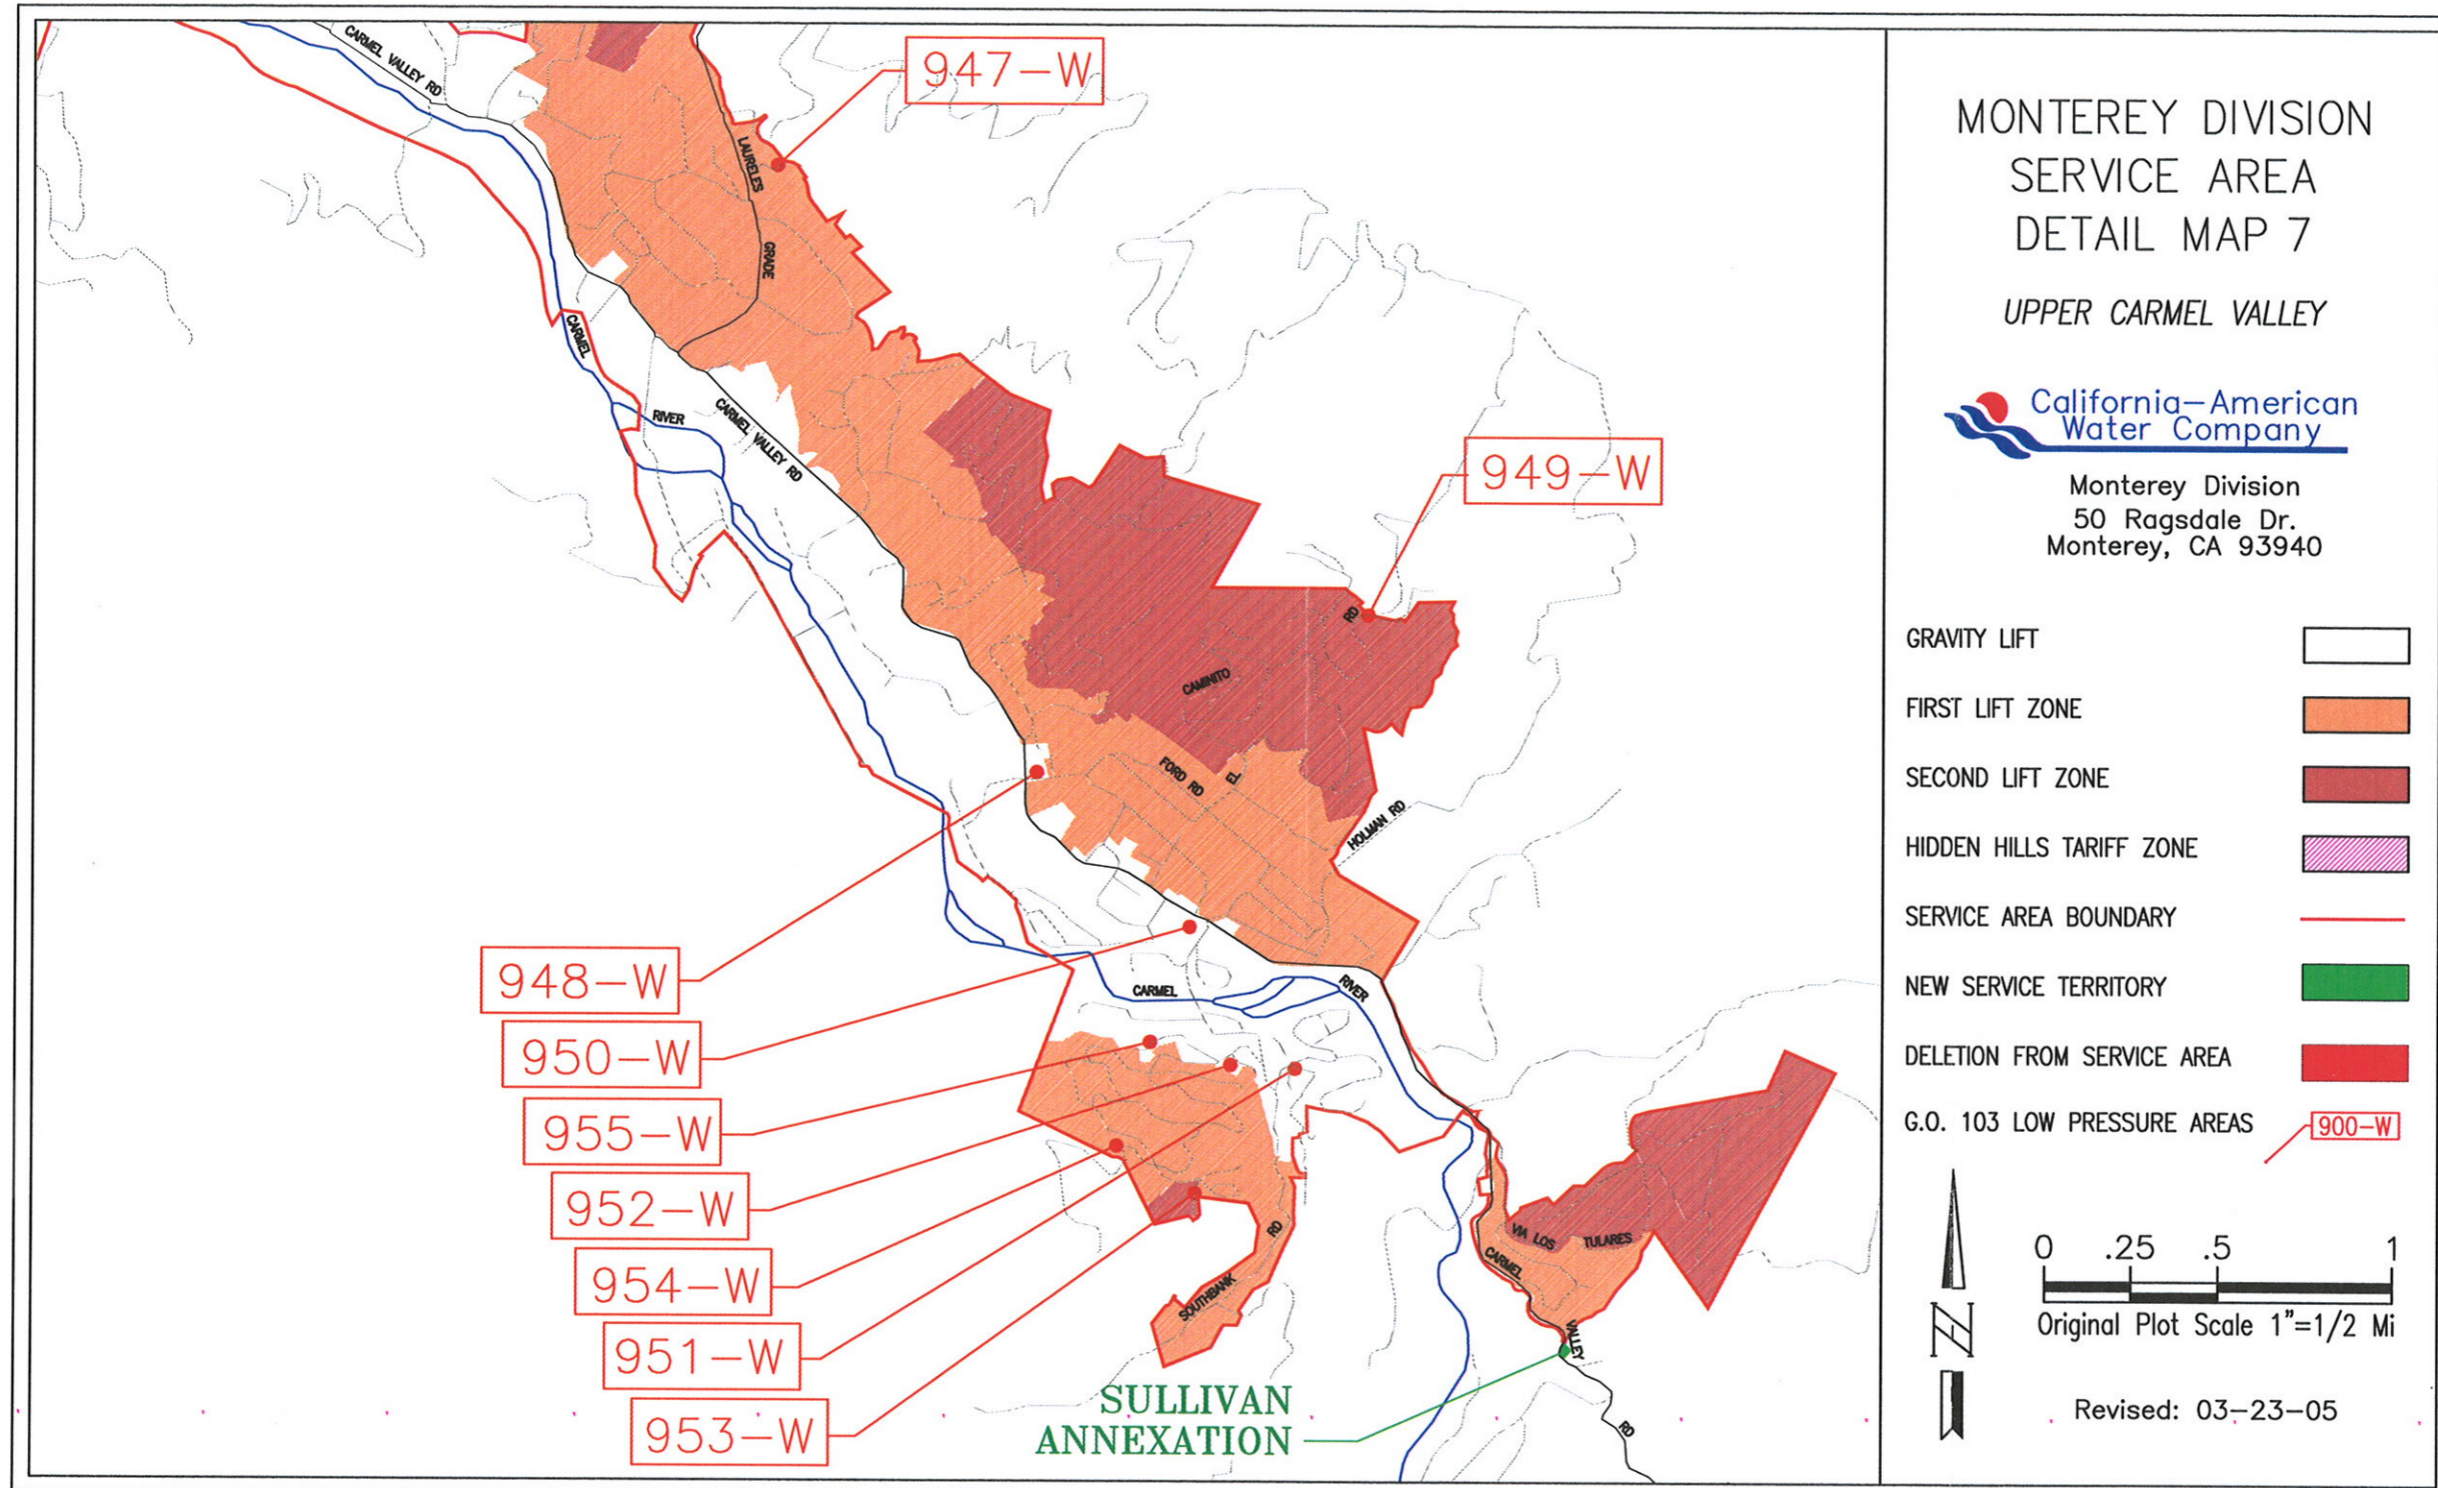 CARMEL VALLEY RD
947-W
LAURELES
GRADE
CARMEL
RIVER
CARMEL VALLEY RD
949-W
RD
CAMINITO
FORD RD
EL
HOLMAN RD
948-W
950-W
955-W
952-W
954-W
951-W
953-W
CARMEL
RIVER
SOUTHBANK
RD
VIA LOS
TULARES
CARMEL
VALLEY
RD
SULLIVAN
ANNEXATION
MONTEREY DIVISION
SERVICE AREA
DETAIL MAP 7
UPPER CARMEL VALLEY
California-American
Water Company
Monterey Division
50 Ragsdale Dr.
Monterey, CA 93940
GRAVITY LIFT
FIRST LIFT ZONE
SECOND LIFT ZONE
HIDDEN HILLS TARIFF ZONE
SERVICE AREA BOUNDARY
NEW SERVICE TERRITORY
DELETION FROM SERVICE AREA
G.O. 103 LOW PRESSURE AREAS
900-W
0 .25 .5 1
Original Plot Scale 1"=1/2 Mi
N
Revised: 03-23-05